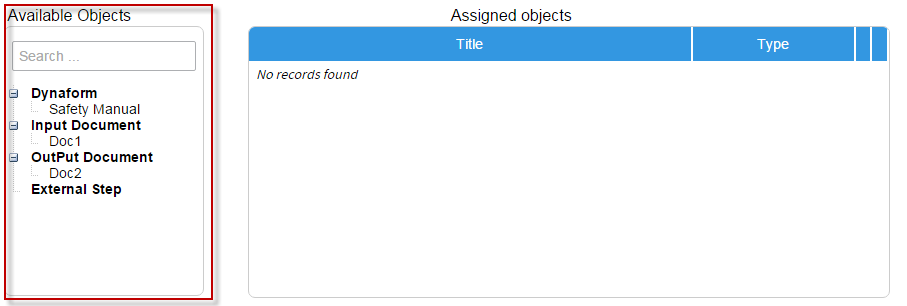 Available Objects
Search ...
Dynaform
Safety Manual
Input Document
Doc1
OutPut Document
Doc2
External Step
Assigned objects
Title Type
No records found